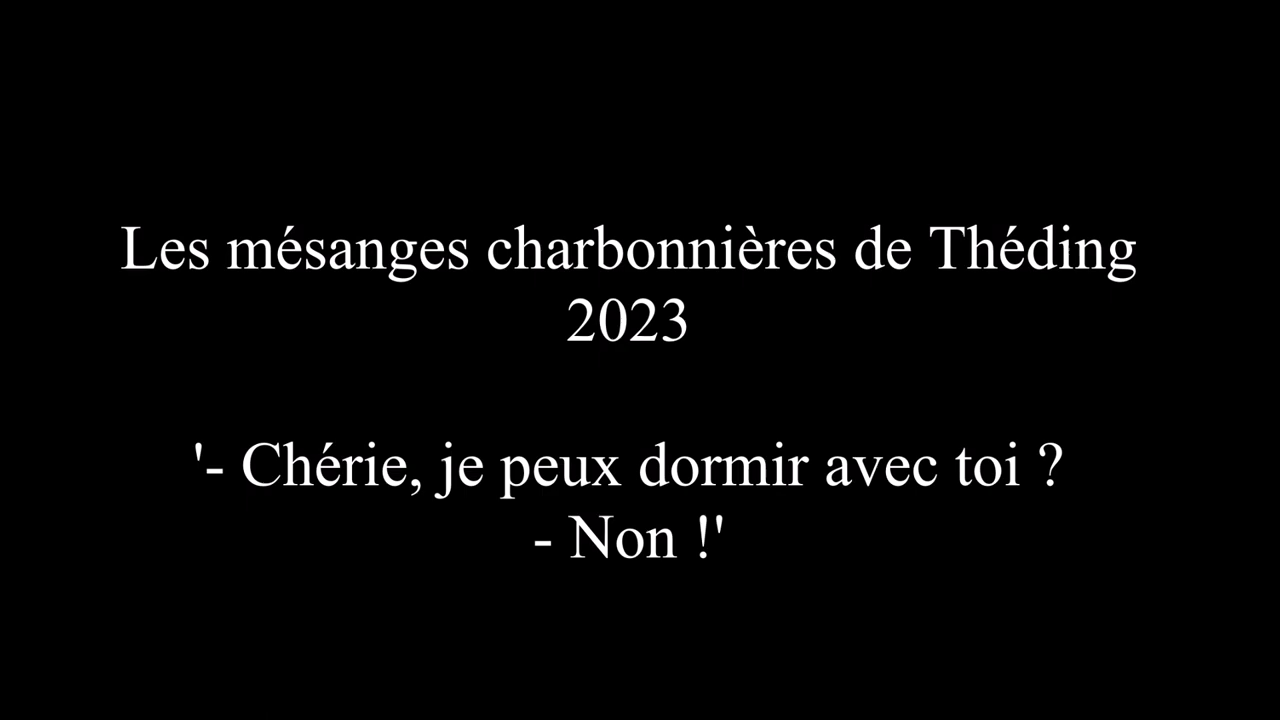 Les mésanges charbonnières de Théding
2023
'- Chérie, je peux dormir avec toi ?
- Non !'